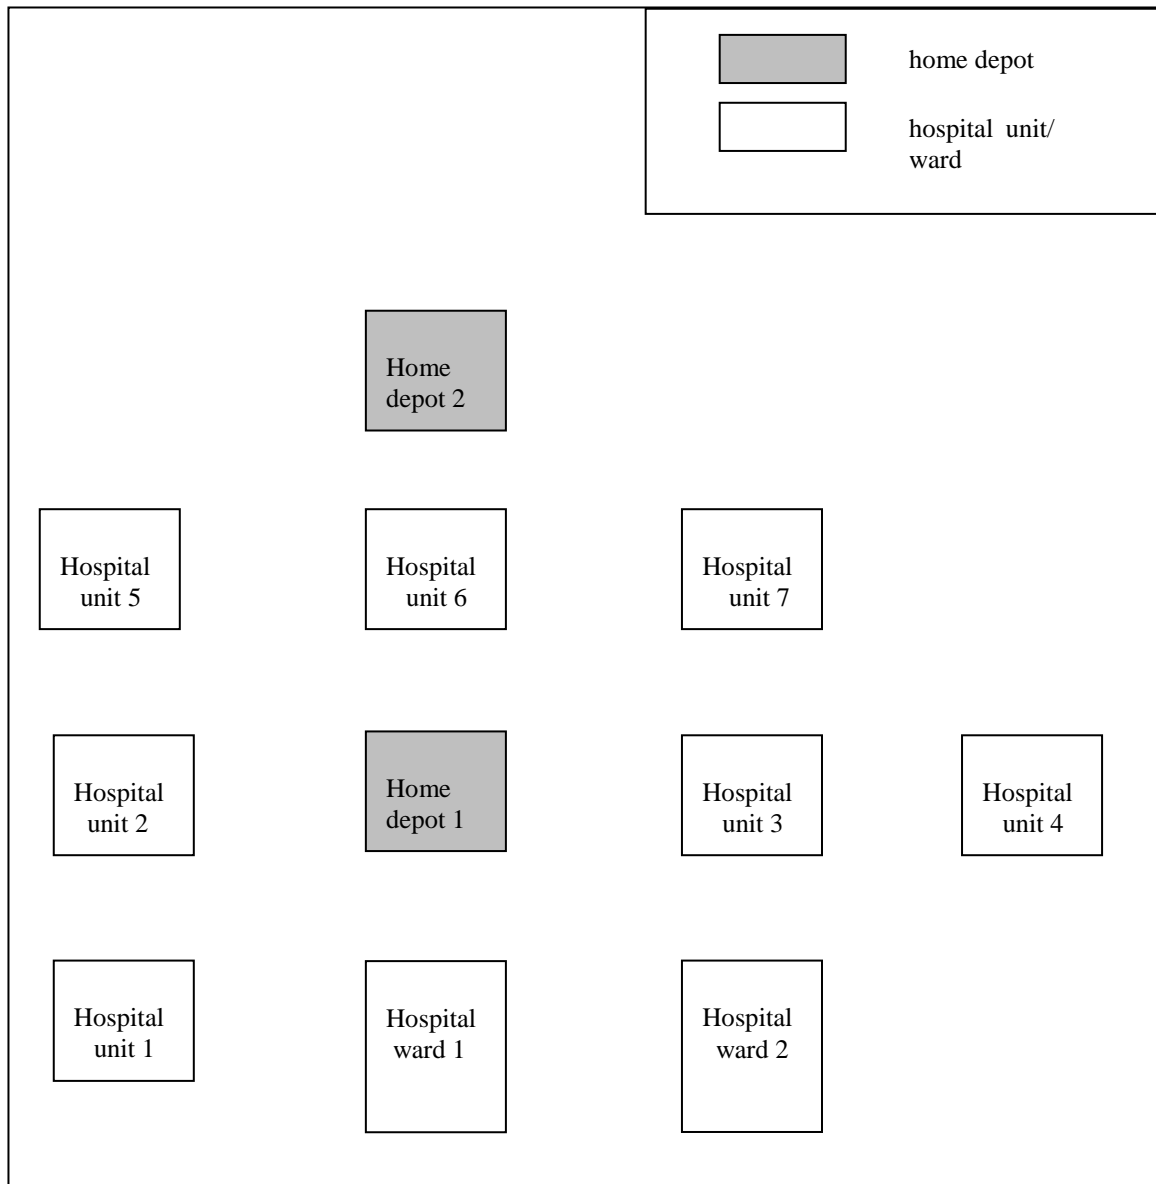 home depot
hospital unit/
ward
Home
depot 2
Hospital
unit 5
Hospital
unit 6
Hospital
unit 7
Hospital
unit 2
Home
depot 1
Hospital
unit 3
Hospital
unit 4
Hospital
unit 1
Hospital
ward 1
Hospital
ward 2